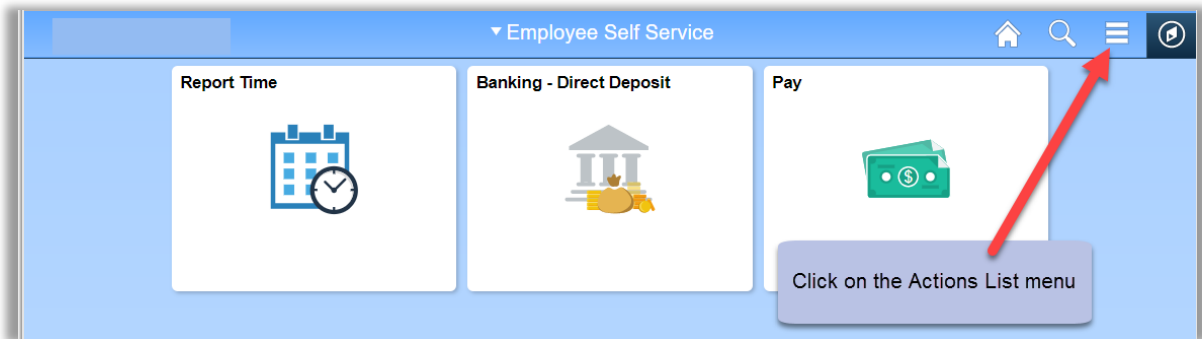 Employee Self Service
Report Time
Banking - Direct Deposit
Pay
$
Click on the Actions List menu